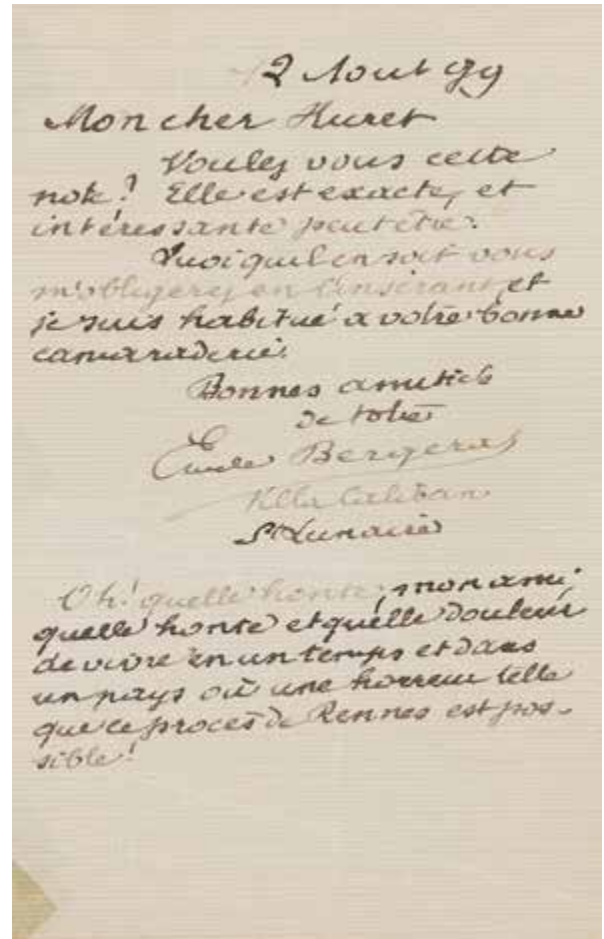 2 Aout 99
Mon cher Huret
Voulez vous cette
note? Elle est exacte, et
intéressante peut être.
Quoiqu'il en soit vous
m'obligerez en l'insérant, et
je suis habitué à votre bonne
camaraderie.
Bonnes amitiés
de votre
Emile Bergerat
Villa Caliban
St Lunaire
Oh! quelle honte, mon ami,
quelle honte et quelle douleur
de vivre en un temps et dans
un pays où une horreur telle
que ce procès de Rennes est pos-
sible!